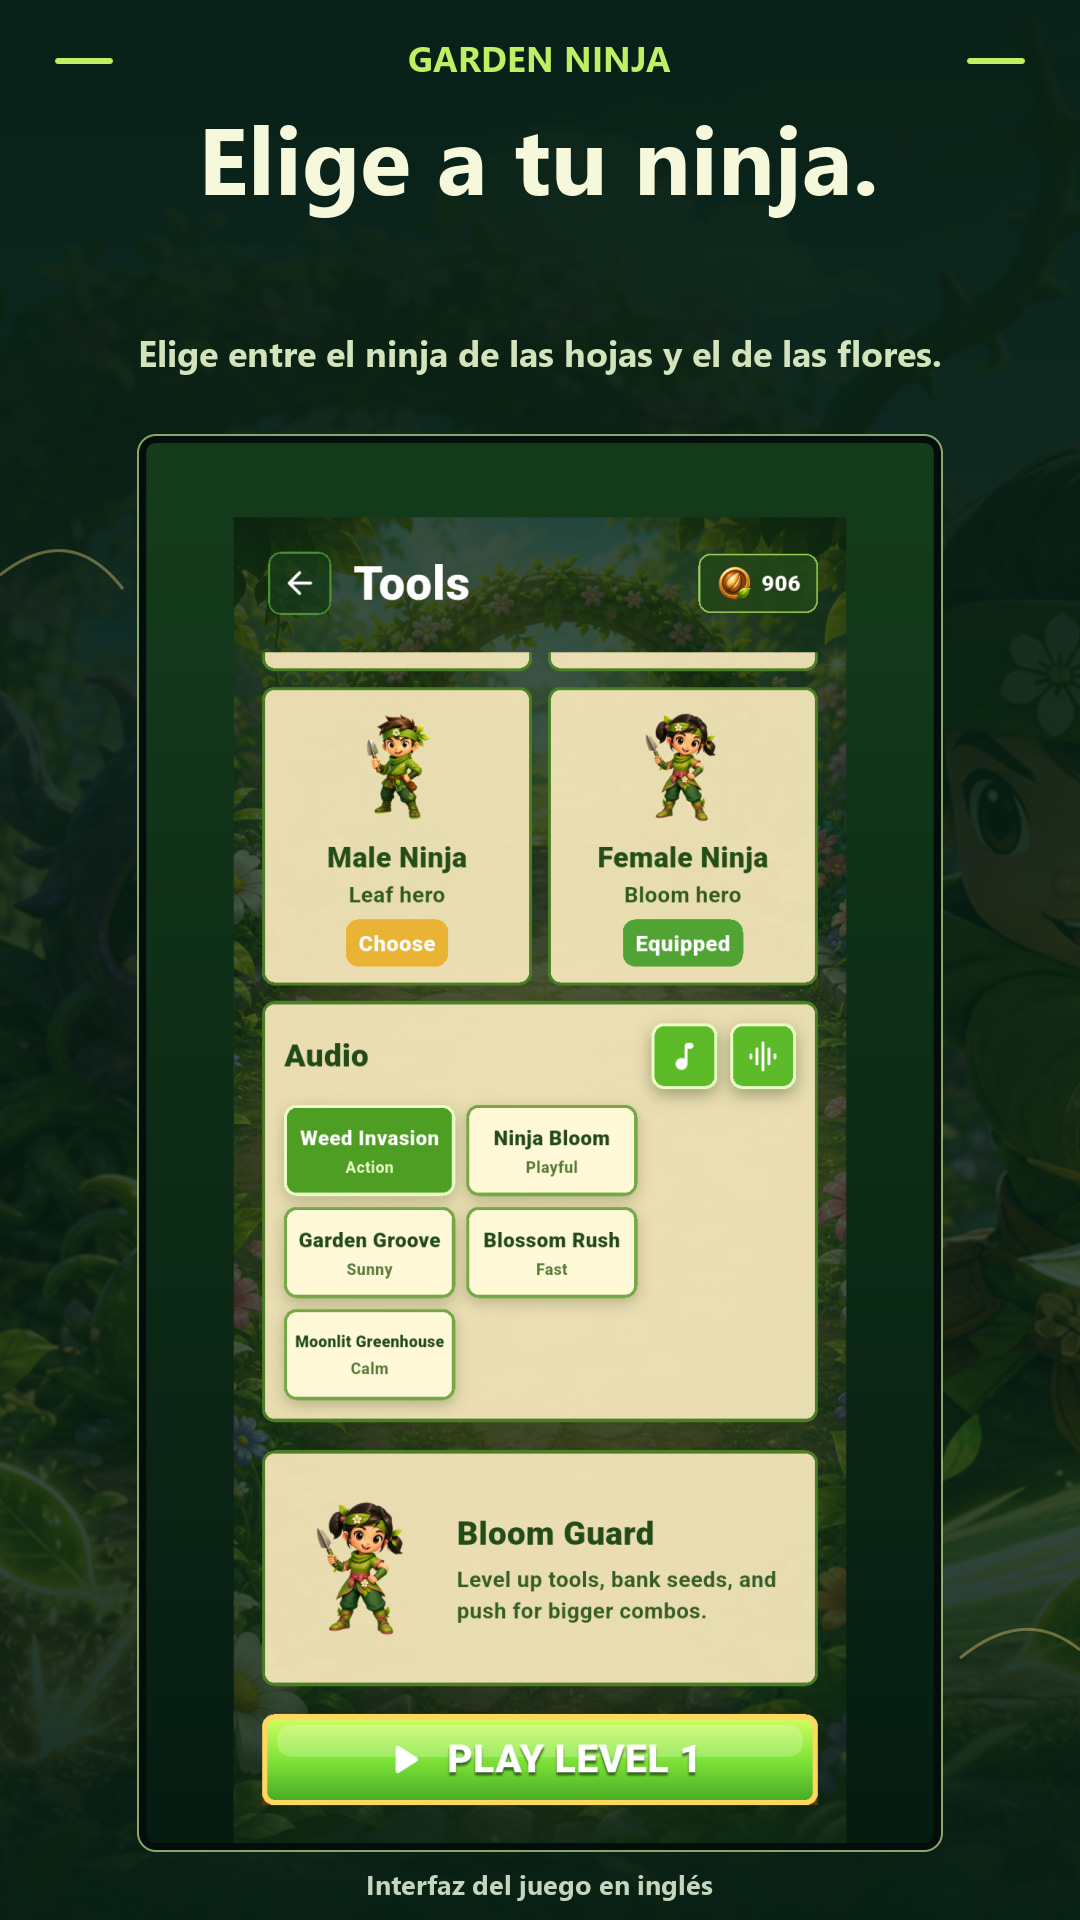 GARDEN NINJA
Elige a tu ninja.
Elige entre el ninja de las hojas y el de las flores.
Tools
906
Male Ninja
Leaf hero
Choose
Female Ninja
Bloom hero
Equipped
Audio
Weed Invasion
Action
Ninja Bloom
Playful
Garden Groove
Sunny
Blossom Rush
Fast
Moonlit Greenhouse
Calm
Bloom Guard
Level up tools, bank seeds, and
push for bigger combos.
PLAY LEVEL 1
Interfaz del juego en inglés